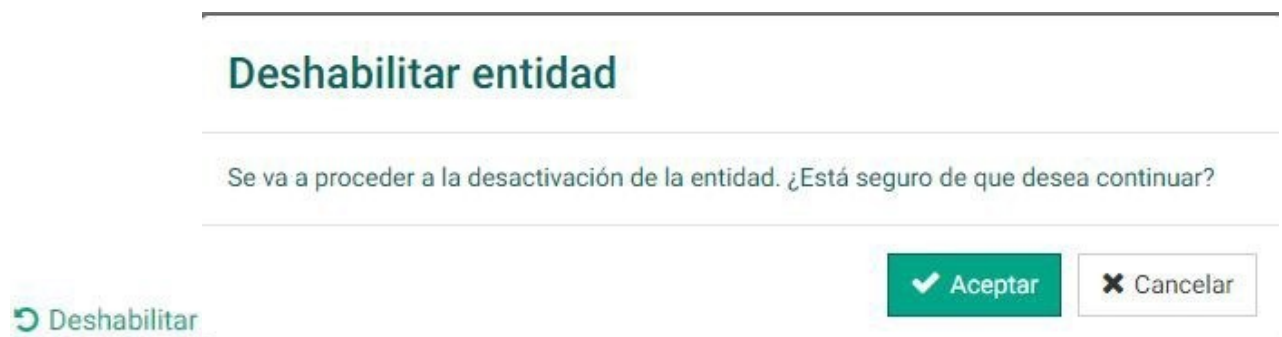 Deshabilitar entidad
Se va a proceder a la desactivación de la entidad. ¿Está seguro de que desea continuar?
Aceptar
Cancelar
Deshabilitar